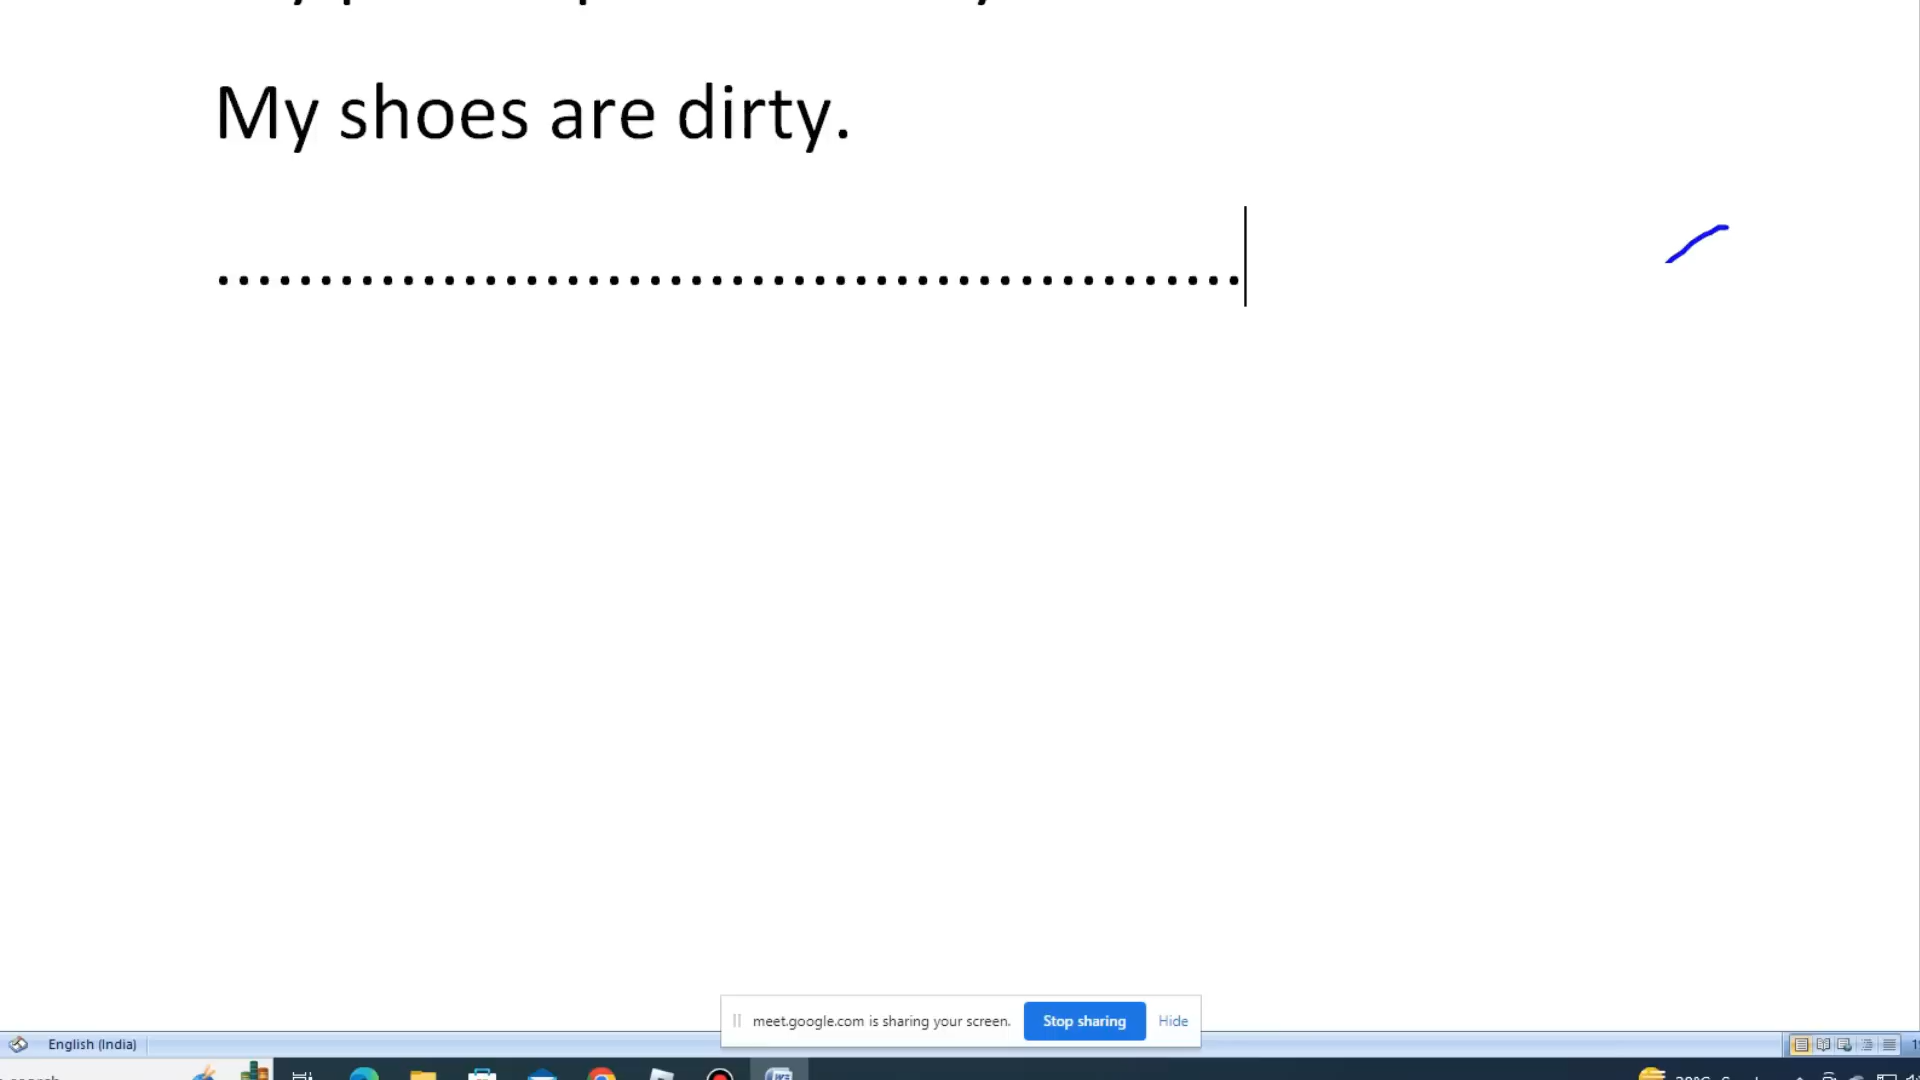 My shoes are dirty.
..................................................
meet.google.com is sharing your screen.
Stop sharing
Hide
English (India)